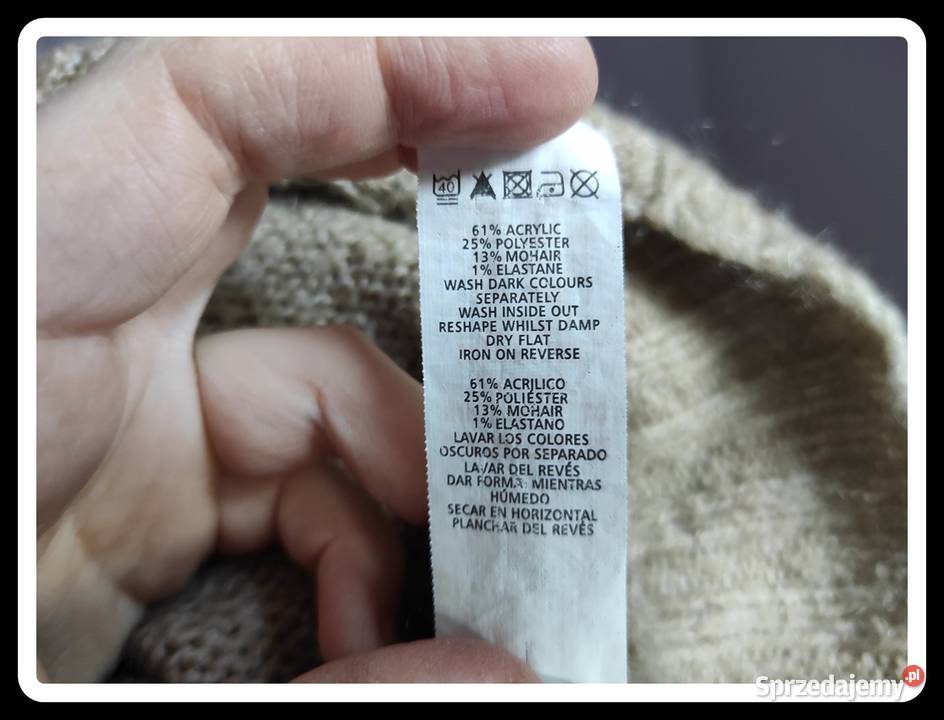 40
61% ACRYLIC
25% POLYESTER
13% MOHAIR
1% ELASTANE
WASH DARK COLOURS
SEPARATELY
WASH INSIDE OUT
RESHAPE WHILST DAMP
DRY FLAT
IRON ON REVERSE
61% ACRILICO
25% POLIÉSTER
13% MOHAIR
1% ELASTANO
LAVAR LOS COLORES
OSCUROS POR SEPARADO
LAVAR DEL REVÉS
DAR FORMA MIENTRAS
HÚMEDO
SECAR EN HORIZONTAL
PLANCHAR DEL REVÉS
Sprzedajemy.pl